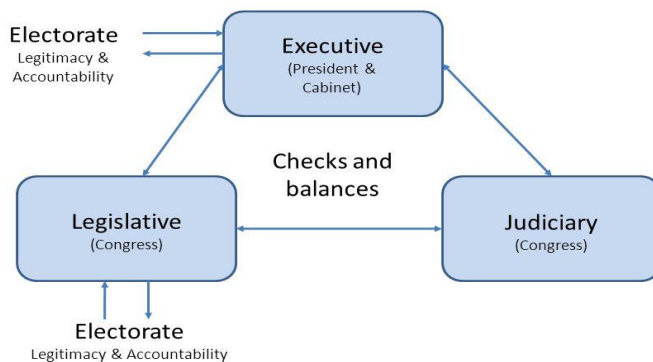 Electorate
Legitimacy &
Accountability
Executive
(President &
Cabinet)
Checks and
balances
Legislative
(Congress)
Judiciary
(Congress)
Electorate
Legitimacy & Accountability